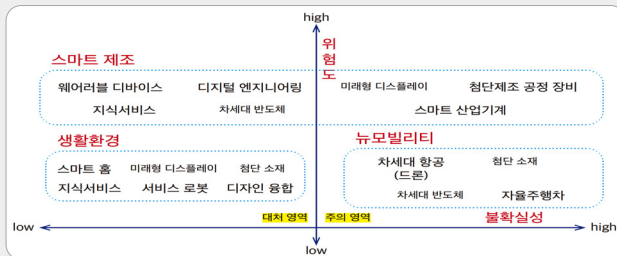 high
위험도
스마트 제조
웨어러블 디바이스 디지털 엔지니어링 미래형 디스플레이 첨단제조 공정 장비
지식서비스 차세대 반도체 스마트 산업기계
생활환경 뉴모빌리티
스마트 홈 미래형 디스플레이 첨단 소재 차세대 항공 첨단 소재
(드론)
지식서비스 서비스 로봇 디자인 융합 차세대 반도체 자율주행차
대처 영역 주의 영역 불확실성
low high
low